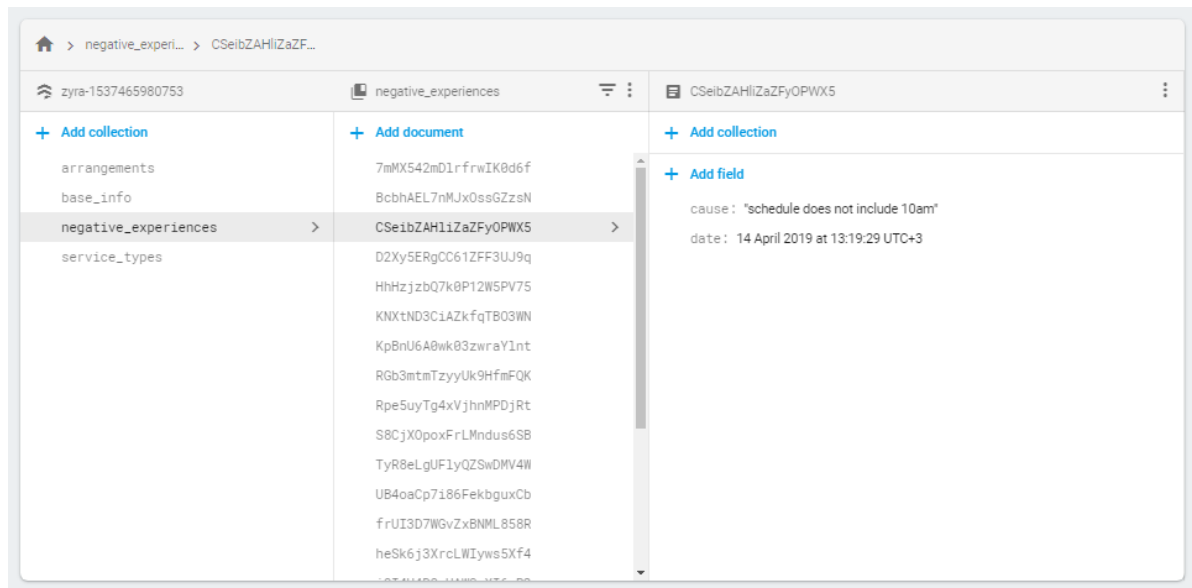 negative_experi... > CSeibZAHliZaZF...
zyra-1537465980753
negative_experiences
CSeibZAHliZaZFyOPWX5
+ Add collection
arrangements
base_info
negative_experiences
service_types
+ Add document
7mMX542mDlrfrwIK0d6f
BcbhAEL7nMJxOssGZzsN
CSeibZAHliZaZFyOPWX5
D2Xy5ERgCC61ZFF3UJ9q
HhHzjzbQ7k0P12W5PV75
KNXtND3CiAZkfqTBO3WN
KpBnU6A0wk03zwraYlnt
RGb3mtmTzyyUk9HfmFQK
Rpe5uyTg4xVjhnMPDjRt
S8CjXOpoxFrLMndus6SB
TyR8eLgUFlyQZSwDMV4W
UB4oaCp7i86FekbguxCb
frUI3D7WGvZxBNML858R
heSk6j3XrcLWIyws5Xf4
+ Add collection
+ Add field
cause: "schedule does not include 10am"
date: 14 April 2019 at 13:19:29 UTC+3